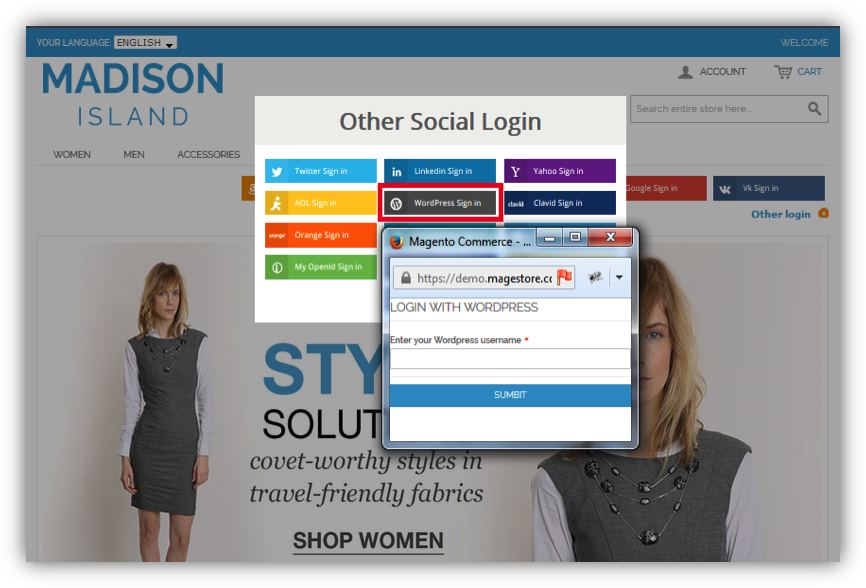 YOUR LANGUAGE: ENGLISH
WELCOME
MADISON
ISLAND
ACCOUNT
CART
Search entire store here...
WOMEN
MEN
ACCESSORIES
Other Social Login
Twitter Sign in
in Linkedin Sign in
Yahoo Sign in
Google Sign in
Vk Sign in
AOL Sign in
WordPress Sign in
clavid Clavid Sign in
Other login
orange Orange Sign in
My OpenId Sign in
Magento Commerce - ...
https://demo.magestore.cc
LOGIN WITH WORDPRESS
Enter your Wordpress username *
SUMBIT
STY
SOLUT
covet-worthy styles in
travel-friendly fabrics
SHOP WOMEN